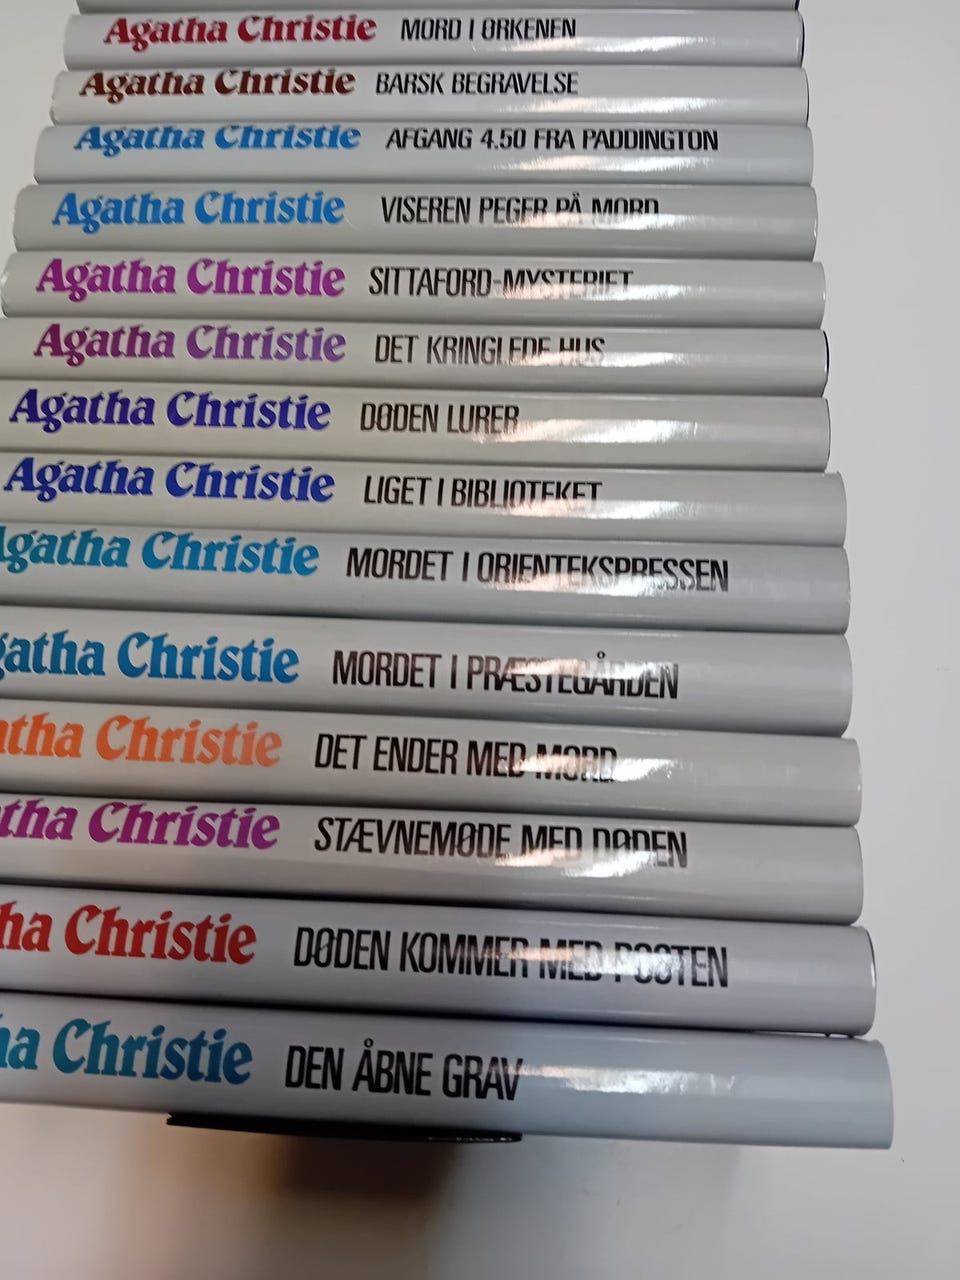 Agatha Christie MORD I ØRKENEN
Agatha Christie BARSK BEGRAVELSE
Agatha Christie AFGANG 4.50 FRA PADDINGTON
Agatha Christie VISEREN PEGER PÅ MORD
Agatha Christie SITTAFORD-MYSTERIET
Agatha Christie DET KRINGLEDE HUS
Agatha Christie DØDEN LURER
Agatha Christie LIGET I BIBLIOTEKET
Agatha Christie MORDET I ORIENTEKSPRESSEN
gatha Christie MORDET I PRÆSTEGÅRDEN
atha Christie DET ENDER MED MORD
tha Christie STÆVNEMØDE MED DØDEN
ha Christie DØDEN KOMMER MED POSTEN
ha Christie DEN ÅBNE GRAV